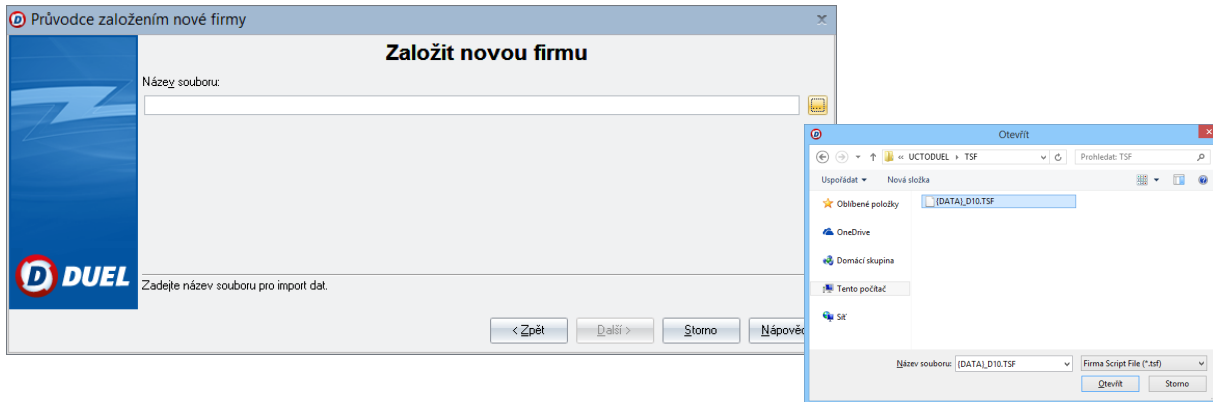 Průvodce založením nové firmy
Založit novou firmu
Název souboru:
DUEL
Zadejte název souboru pro import dat.
< Zpět
Další >
Storno
Nápověd
Otevřít
« UCTODUEL ▸ TSF
Prohledat: TSF
Uspořádat
Nová složka
Oblíbené položky
{DATA}_D10.TSF
OneDrive
Domácí skupina
Tento počítač
Síť
Název souboru:
{DATA}_D10.TSF
Firma Script File (*.tsf)
Otevřít
Storno